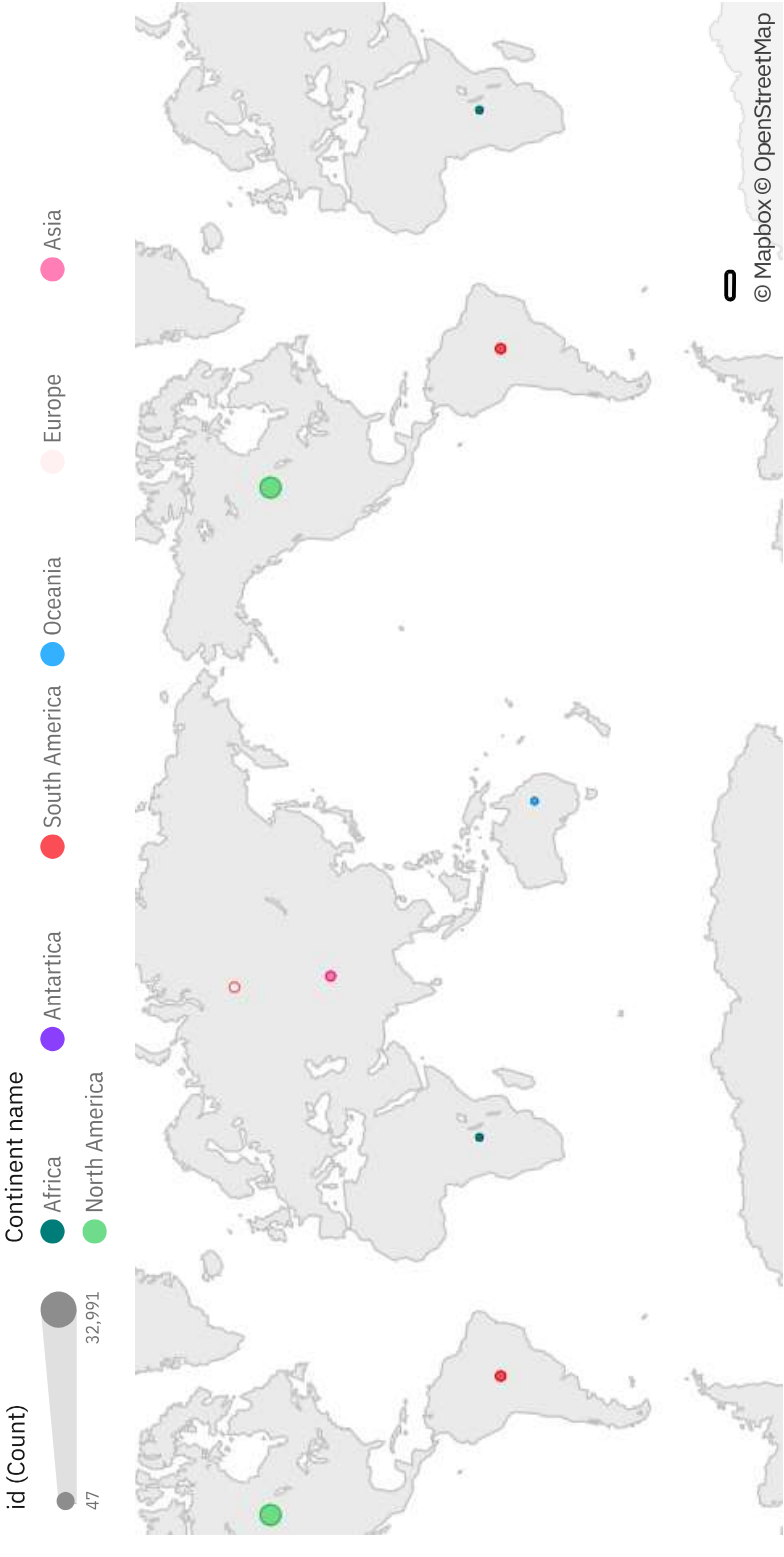 id (Count)
47
32,991
Continent name
Africa
Antartica
South America
Oceania
Europe
Asia
North America
© Mapbox © OpenStreetMap